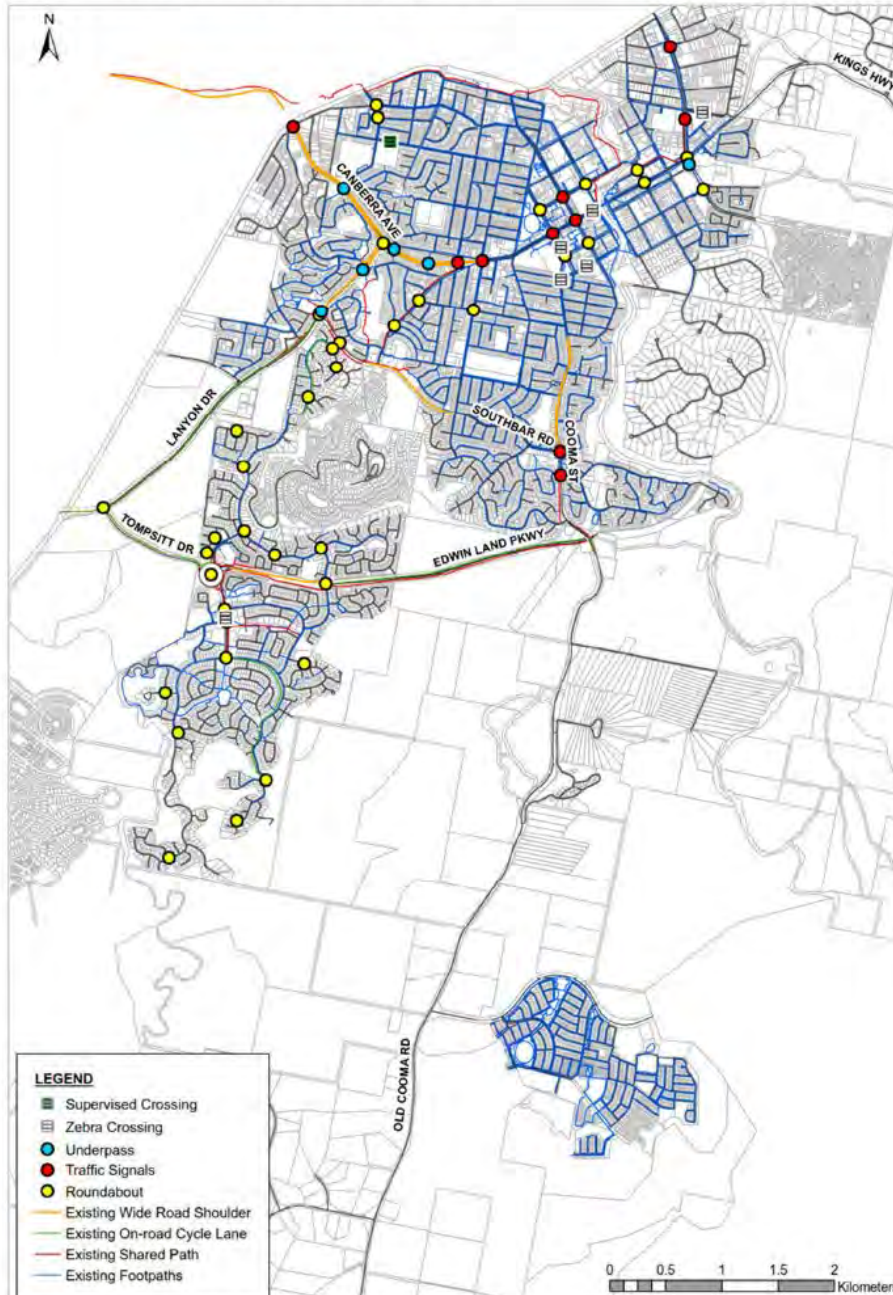 N
KINGS HWY
CANBERRA AVE
LANYON DR
SOUTHBAR RD
COOMA ST
TOMPSITT DR
EDWIN LAND PKWY
OLD COOMA RD
LEGEND
Supervised Crossing
Zebra Crossing
Underpass
Traffic Signals
Roundabout
Existing Wide Road Shoulder
Existing On-road Cycle Lane
Existing Shared Path
Existing Footpaths
0 0.5 1 1.5 2
Kilometer